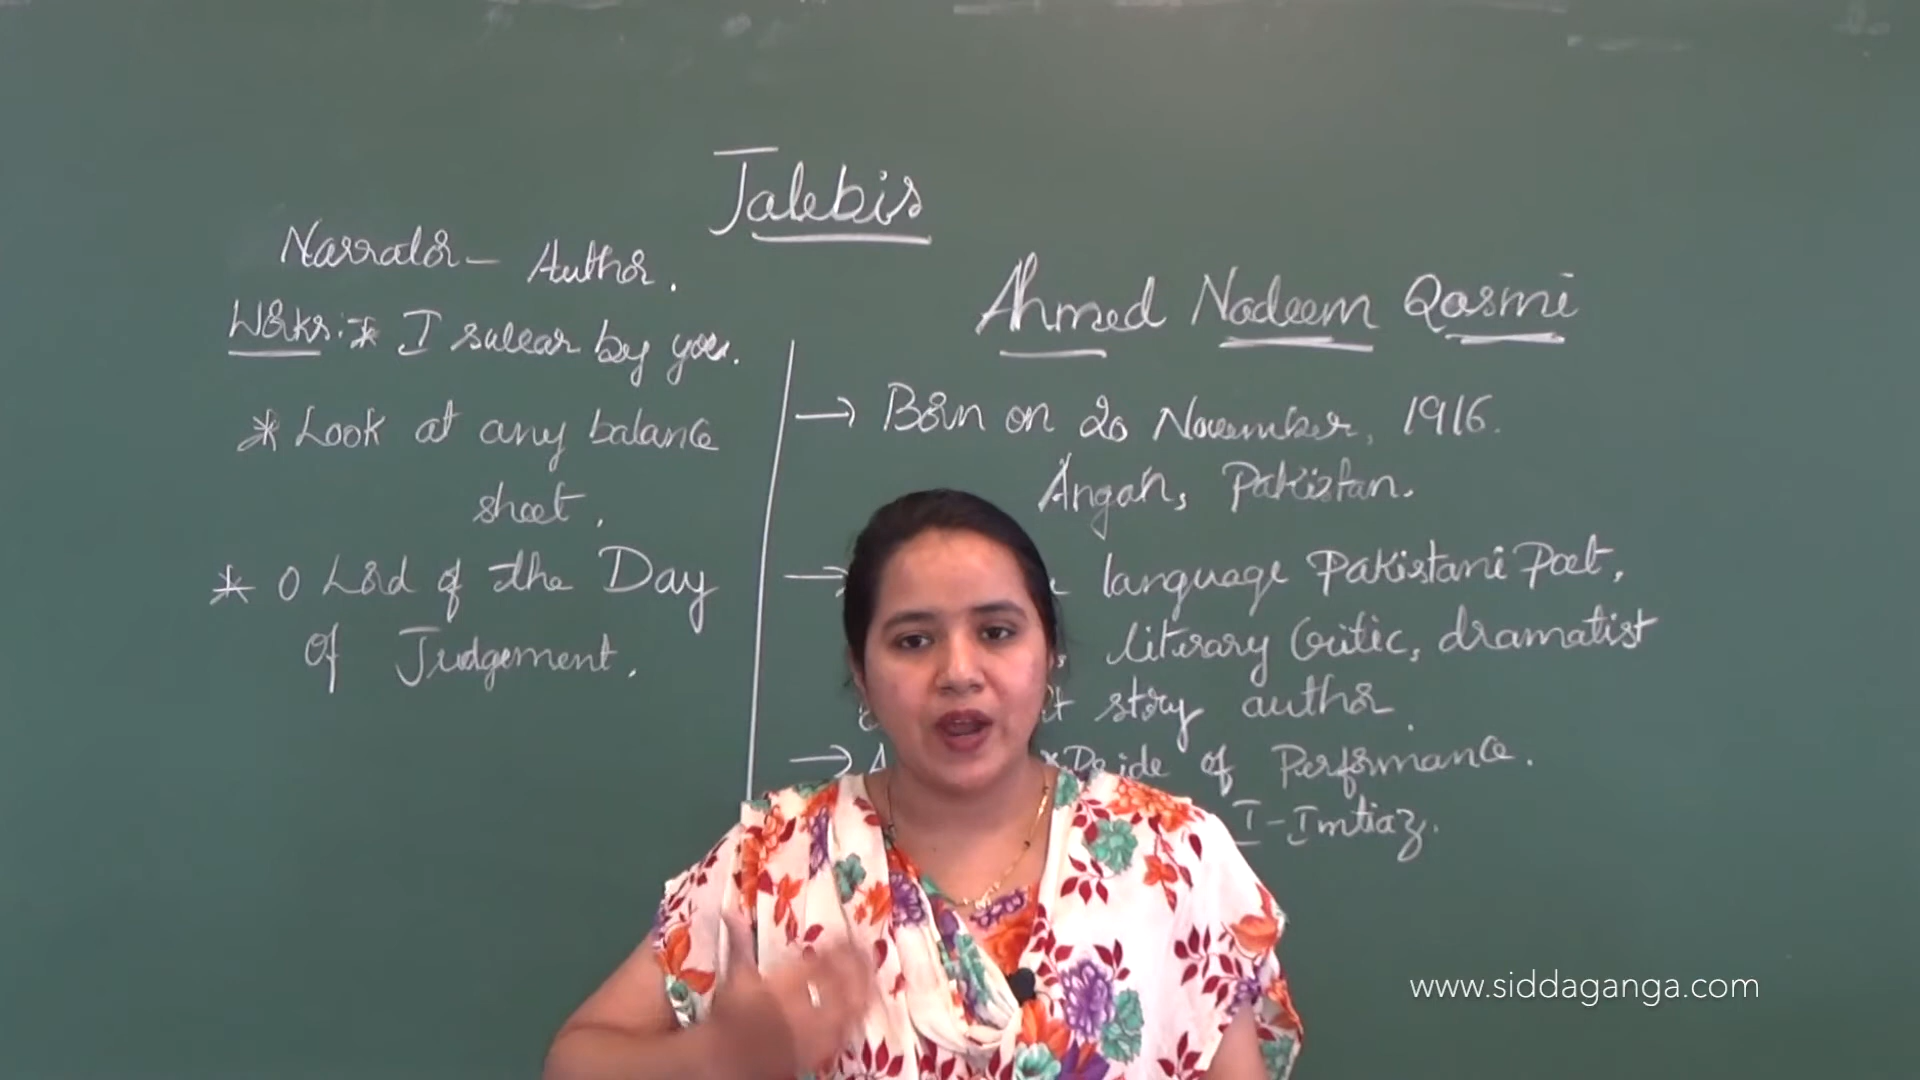 Jalebis
Narrator - Author.
Works: * I swear by you.
* Look at any balance
sheet.
* O Lord of the Day
of Judgement.
Ahmed Nadeem Qasmi
→ Born on 20 November, 1916.
Angah, Pakistan.
→ language Pakistani Poet,
, literary Critic, dramatist
story author.
→ A * Pride of Performance.
I-Imtiaz.
www.siddaganga.com